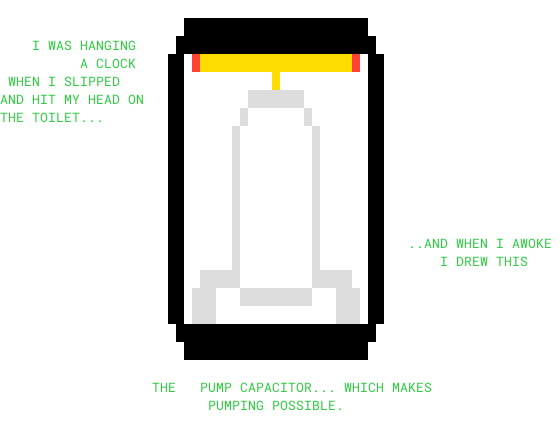 I WAS HANGING
A CLOCK
WHEN I SLIPPED
AND HIT MY HEAD ON
THE TOILET...
..AND WHEN I AWOKE
I DREW THIS
THE PUMP CAPACITOR... WHICH MAKES
PUMPING POSSIBLE.